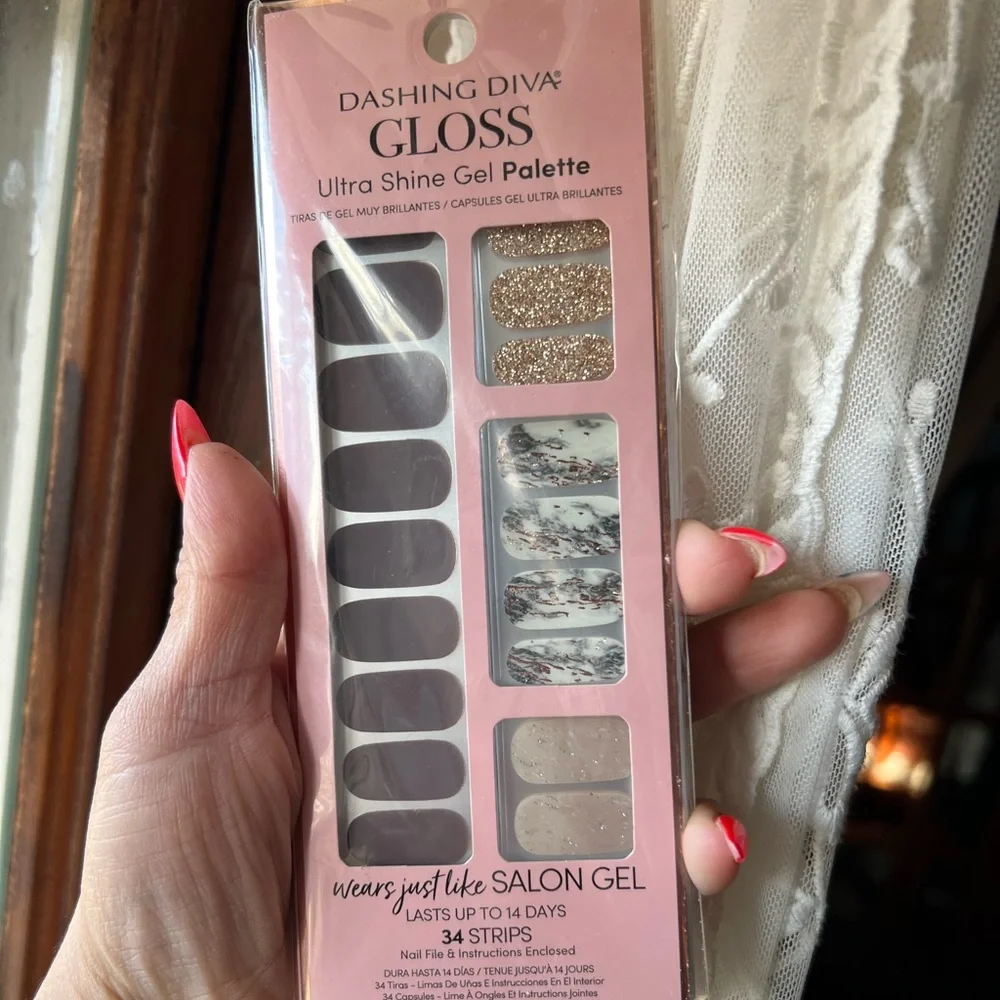 DASHING DIVA®
GLOSS
Ultra Shine Gel Palette
TIRAS DE GEL MUY BRILLANTES / CAPSULES GEL ULTRA BRILLANTES
wears just like SALON GEL
LASTS UP TO 14 DAYS
34 STRIPS
Nail File & Instructions Enclosed
DURA HASTA 14 DÍAS / TENUE JUSQU'À 14 JOURS
34 Tiras - Limas De Uñas E Instrucciones En El Interior
34 Capsules - Lime À Ongles Et Instructions Jointes